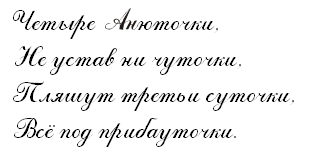 Четыре Анюточки,
Не устав ни чуточки,
Пляшут третьи суточки,
Всё под прибауточки.